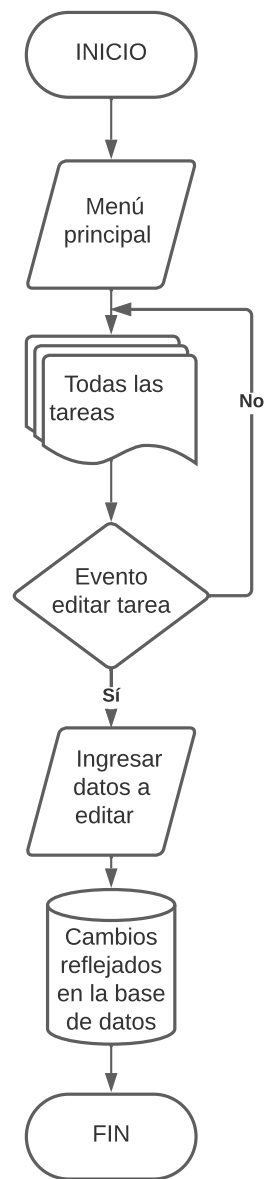 INICIO
Menú
principal
Todas las
tareas
No
Evento
editar tarea
Sí
Ingresar
datos a
editar
Cambios
reflejados
en la base
de datos
FIN